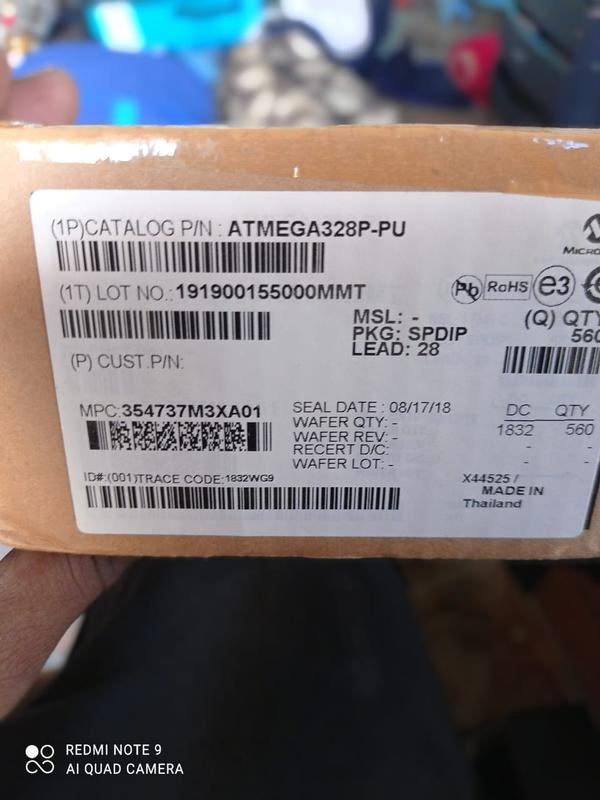 (1P)CATALOG P/N : ATMEGA328P-PU
(1T) LOT NO.: 191900155000MMT
Pb RoHS e3
MSL: -
PKG: SPDIP
LEAD: 28
(Q) QTY
560
(P) CUST.P/N:
MPC:354737M3XA01
SEAL DATE : 08/17/18
WAFER QTY: -
WAFER REV: -
RECERT D/C:
WAFER LOT: -
DC QTY
1832 560
- -
- -
ID#:(001)TRACE CODE:1832WG9
X44525 /
MADE IN
Thailand
REDMI NOTE 9
AI QUAD CAMERA